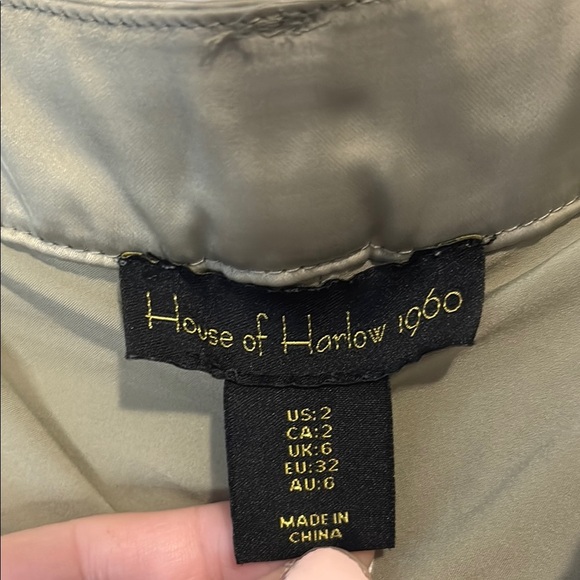 House of Harlow 1960
US:2
CA:2
UK:6
EU:32
AU:6
MADE IN
CHINA